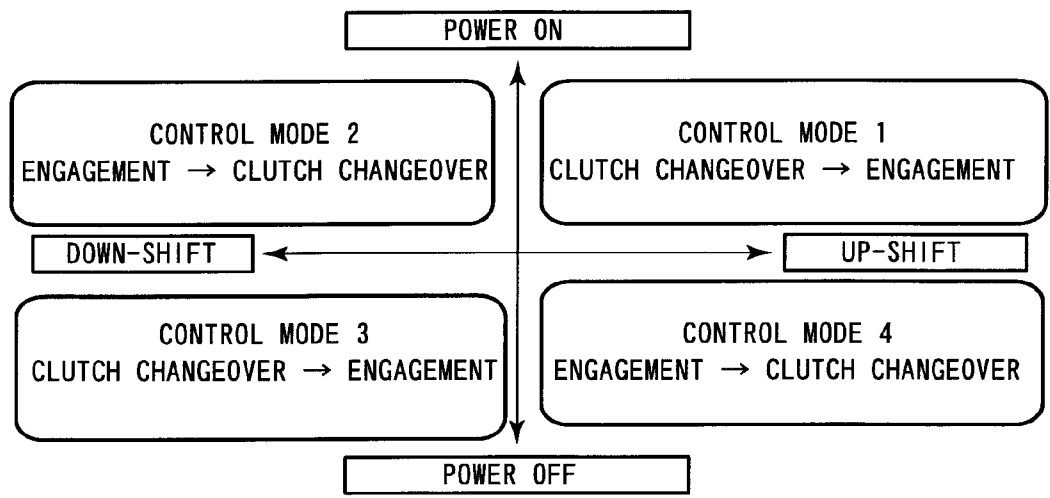 POWER ON
CONTROL MODE 2
ENGAGEMENT → CLUTCH CHANGEOVER
CONTROL MODE 1
CLUTCH CHANGEOVER → ENGAGEMENT
DOWN-SHIFT
UP-SHIFT
CONTROL MODE 3
CLUTCH CHANGEOVER → ENGAGEMENT
CONTROL MODE 4
ENGAGEMENT → CLUTCH CHANGEOVER
POWER OFF